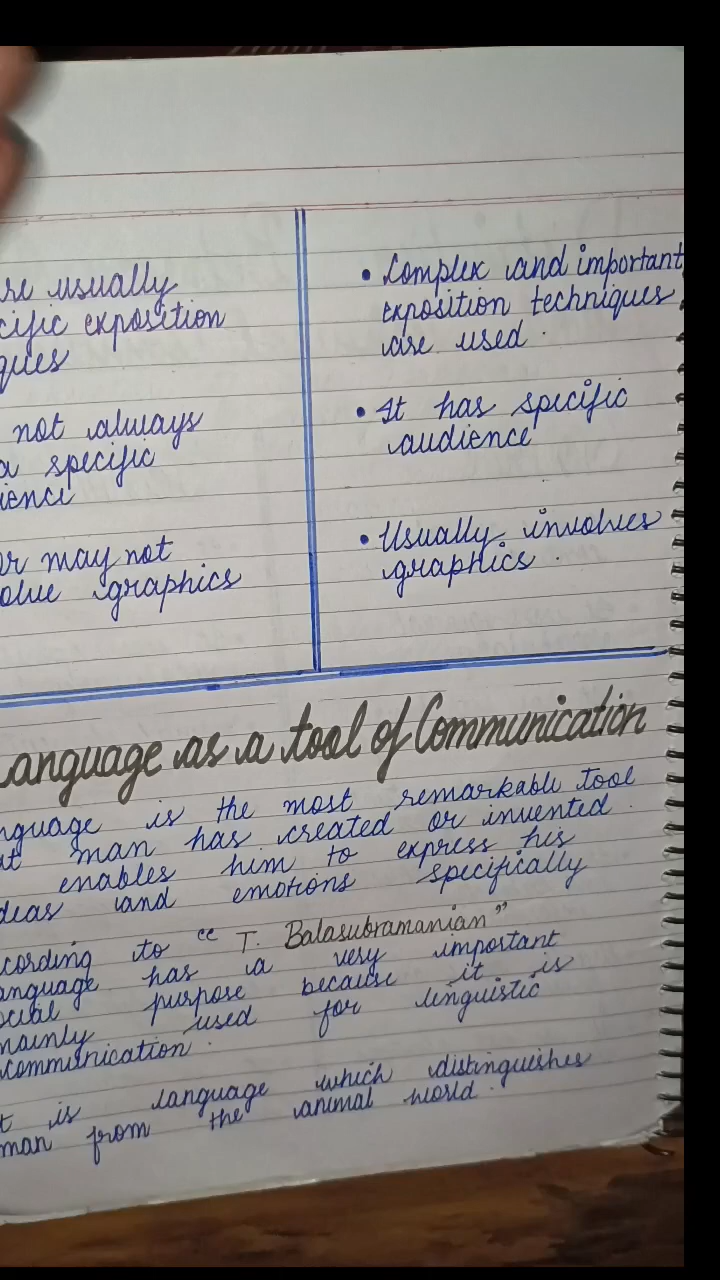 re usually
cific exposition
ques
not always
a specific
ience
or may not
olve graphics
• Complex and important
exposition techniques
are used.
• It has specific
audience
• Usually involves
graphics.
Language as a tool of Communication
nguage is the most remarkable tool
at man has created or invented.
enables him to express his
deas and emotions specifically
cording to “T. Balasubramanian”
anguage has a very important
ocial purpose because it is
mainly used for linguistic
communication.
t is language which distinguishes
man from the animal world.